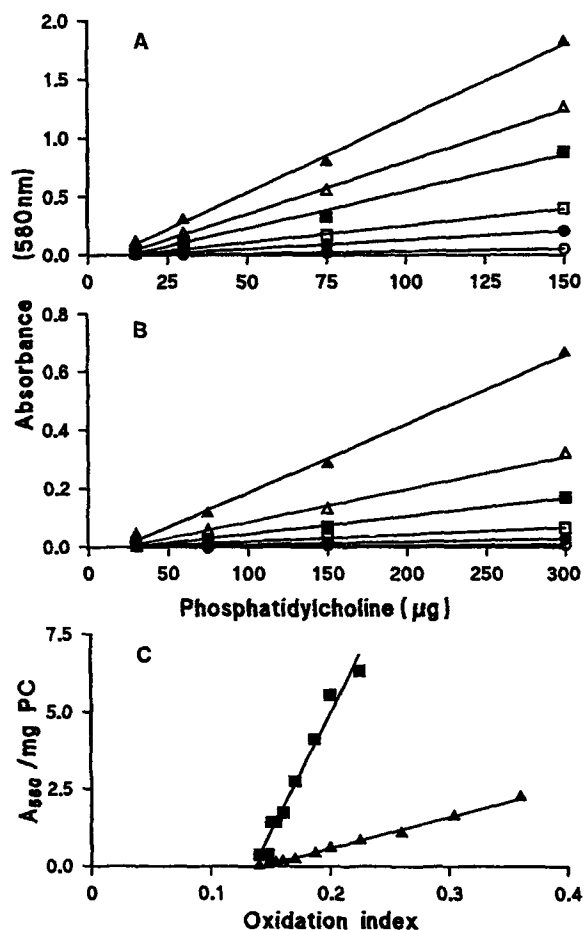 A
2.0
1.5
1.0
0.5
0.0
0 25 50 75 100 125 150
Absorbance (580nm)
B
0.8
0.6
0.4
0.2
0.0
0 50 100 150 200 250 300
Phosphatidylcholine (µg)
C
7.5
5.0
2.5
0.0
A580 /mg PC
0 0.1 0.2 0.3 0.4
Oxidation index